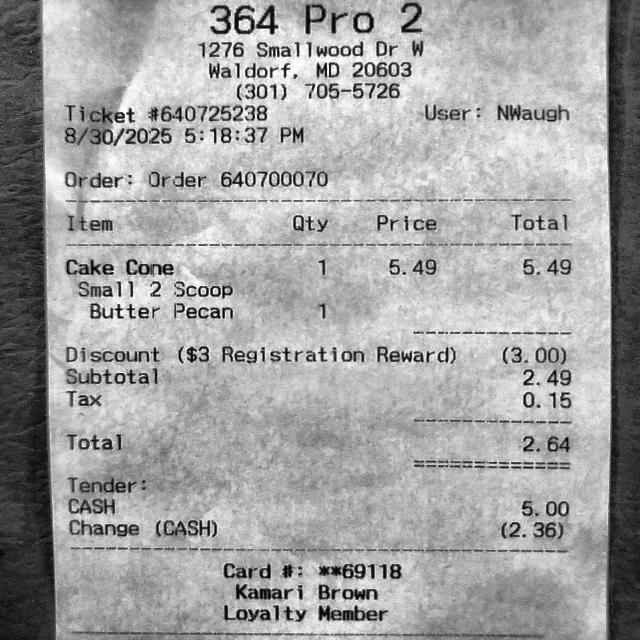 364 Pro 2
1276 Smallwood Dr W
Waldorf, MD 20603
(301) 705-5726
Ticket #640725238 User: NWaugh
8/30/2025 5:18:37 PM
Order: Order 640700070
Item Qty Price Total
Cake Cone 1 5.49 5.49
Small 2 Scoop
Butter Pecan 1
Discount ($3 Registration Reward) (3.00)
Subtotal 2.49
Tax 0.15
Total 2.64
Tender:
CASH 5.00
Change (CASH) (2.36)
Card #: **69118
Kamari Brown
Loyalty Member